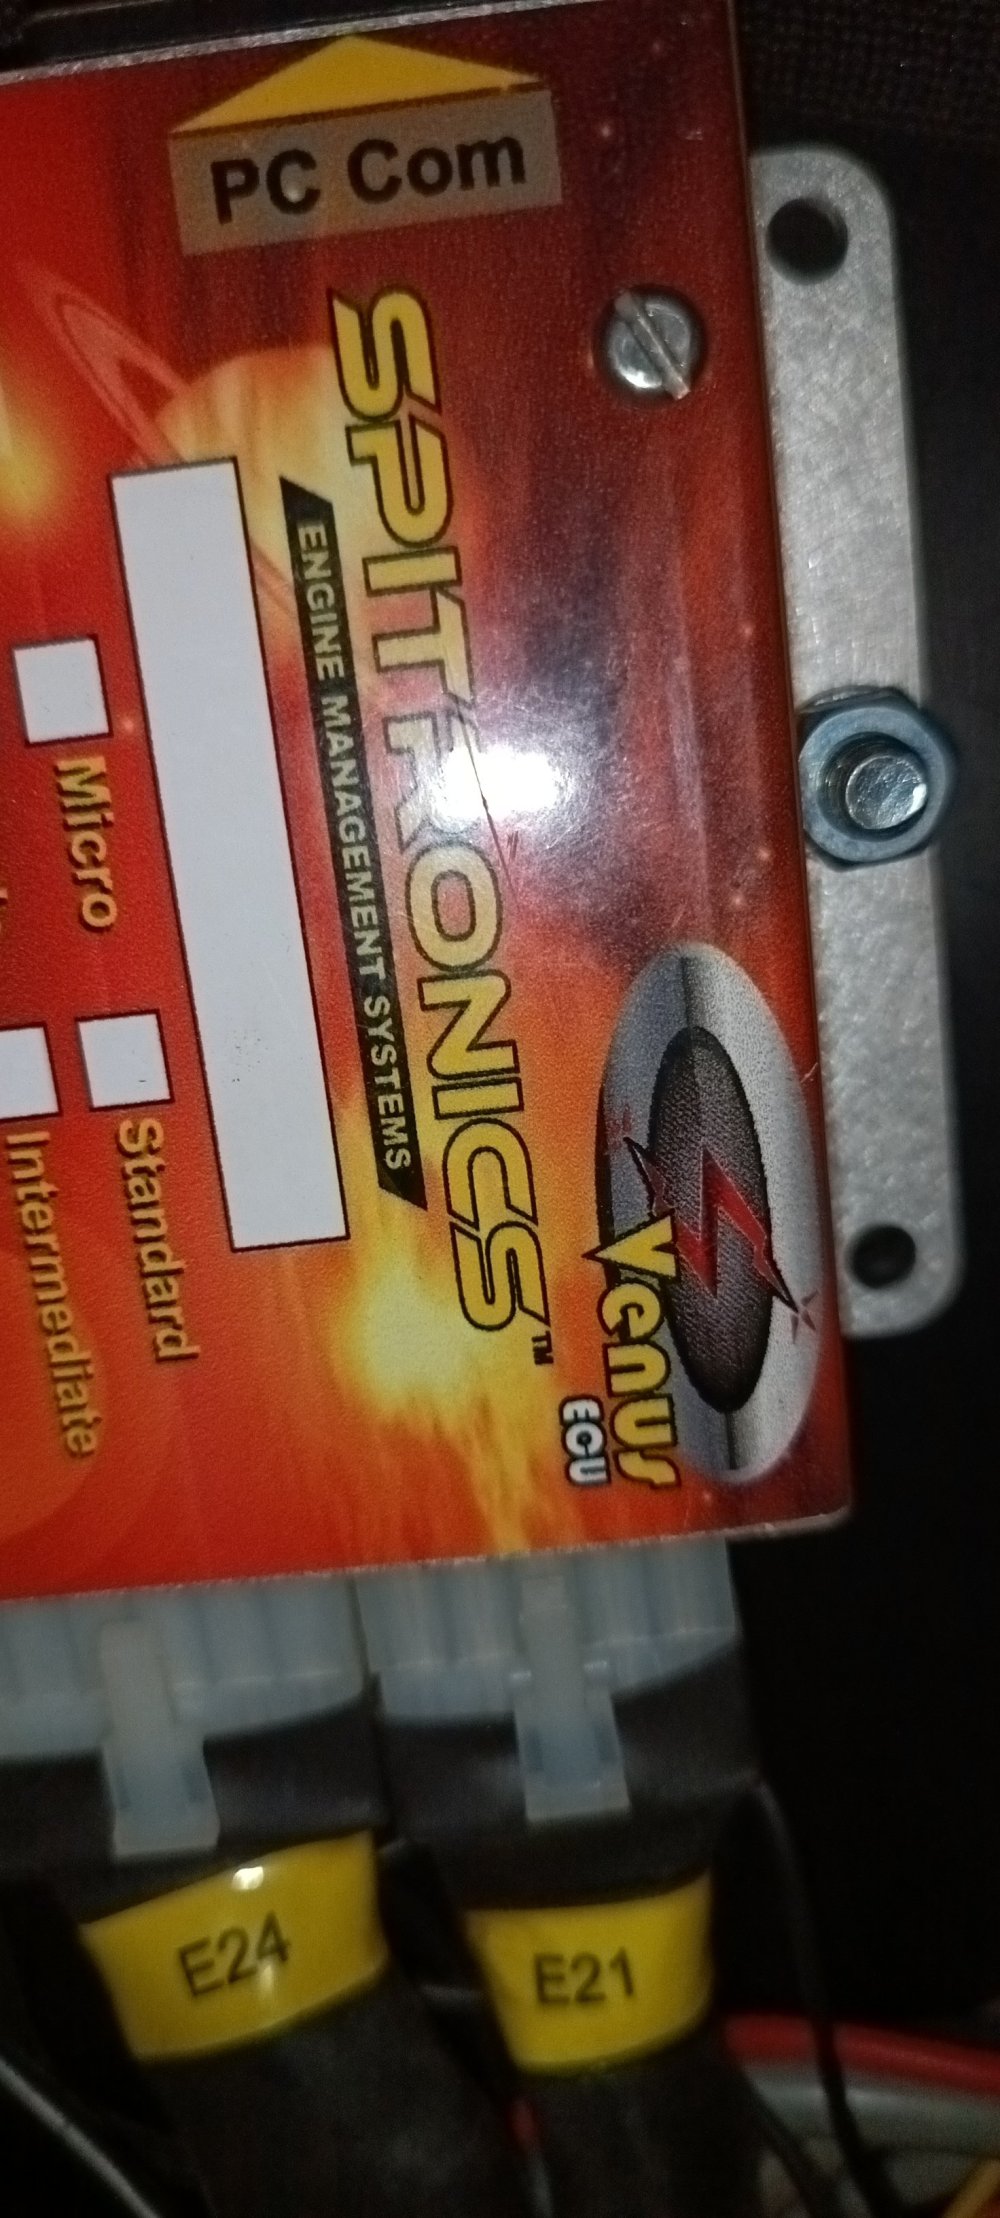 PC Com
SPITRONICS™
ENGINE MANAGEMENT SYSTEMS
Venus
ECU
Micro
Standard
Intermediate
E24
E21